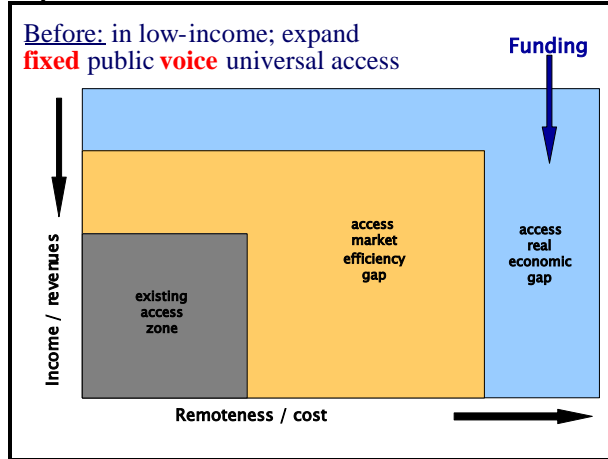 Before: in low-income; expand
fixed public voice universal access
Funding
Income / revenues
existing
access
zone
access
market
efficiency
gap
access
real
economic
gap
Remoteness / cost